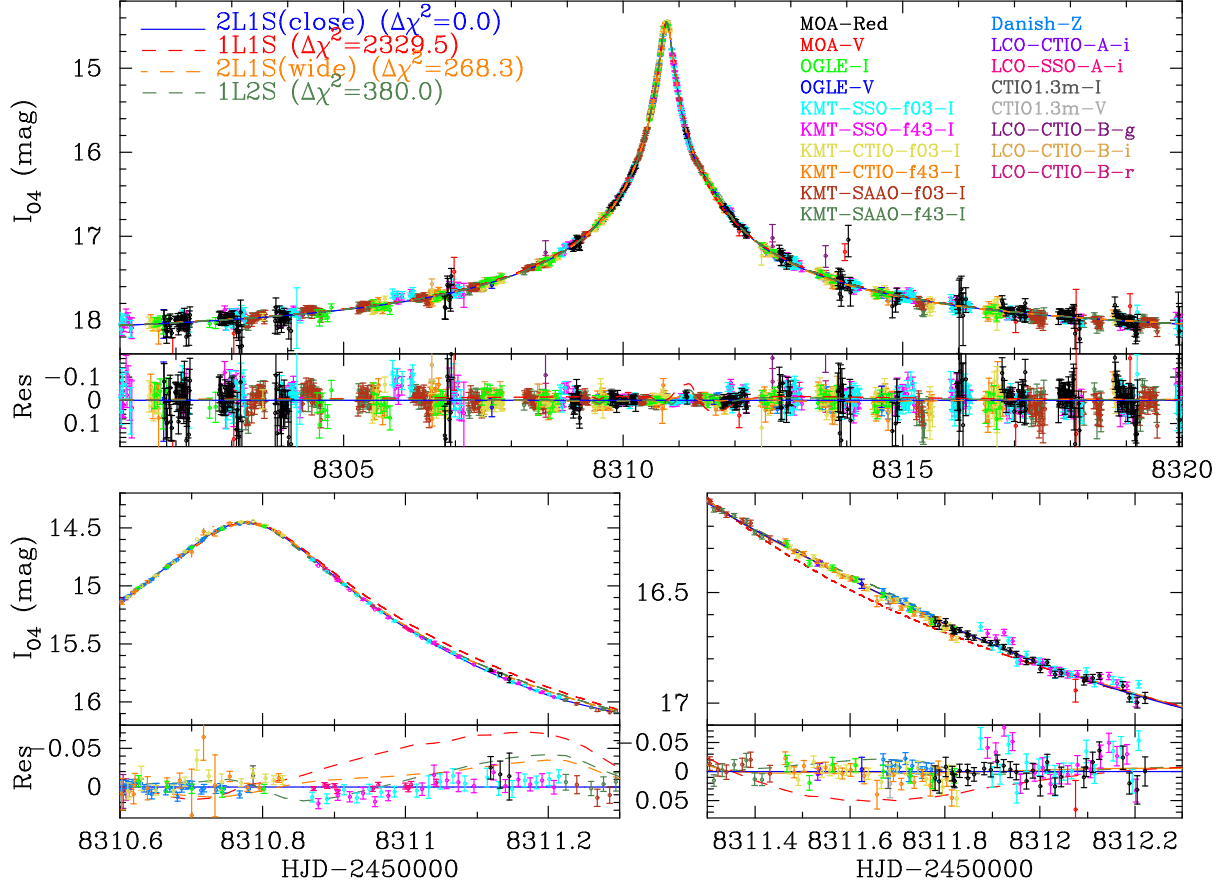 2L1S(close) (Δχ²=0.0)
1L1S (Δχ²=2329.5)
2L1S(wide) (Δχ²=268.3)
1L2S (Δχ²=380.0)
MOA-Red
MOA-V
OGLE-I
OGLE-V
KMT-SSO-f03-I
KMT-SSO-f43-I
KMT-CTIO-f03-I
KMT-CTIO-f43-I
KMT-SAAO-f03-I
KMT-SAAO-f43-I
Danish-Z
LCO-CTIO-A-i
LCO-SSO-A-i
CTIO1.3m-I
CTIO1.3m-V
LCO-CTIO-B-g
LCO-CTIO-B-i
LCO-CTIO-B-r
I₀₄ (mag)
15
16
17
18
Res
-0.1
0
0.1
8305 8310 8315 8320
I₀₄ (mag)
14.5
15
15.5
16
Res
-0.05
0
8310.6 8310.8 8311 8311.2
HJD-2450000
16.5
17
-0.05
0
0.05
8311.4 8311.6 8311.8 8312 8312.2
HJD-2450000